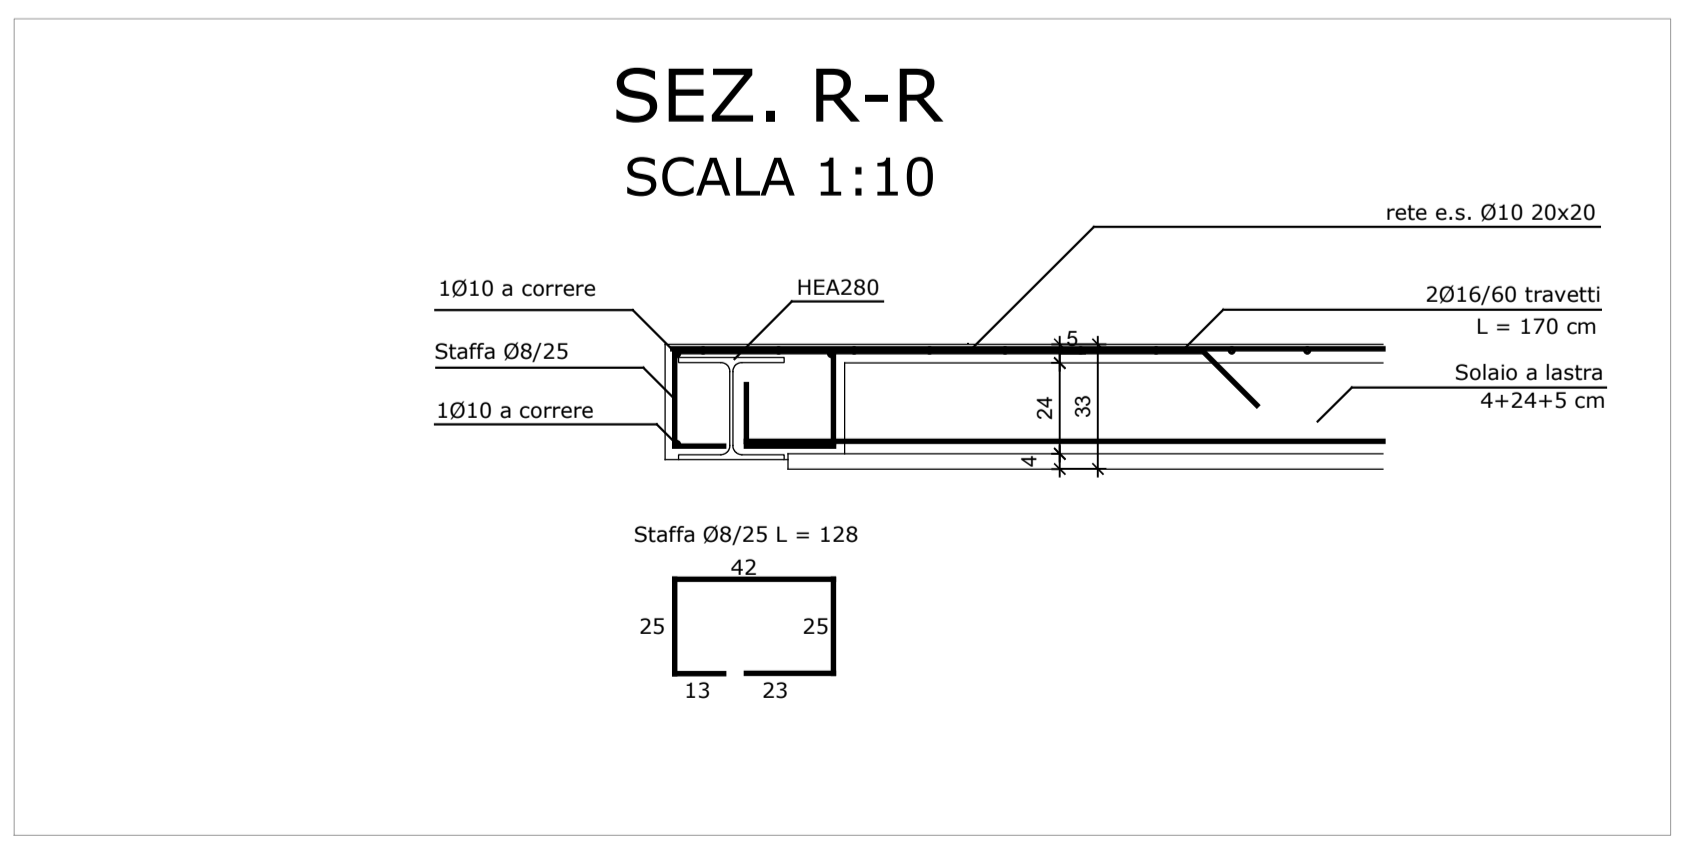 SEZ. R-R
SCALA 1:10
rete e.s. Ø10 20x20
1Ø10 a correre
HEA280
2Ø16/60 travetti
L = 170 cm
5
Staffa Ø8/25
Solaio a lastra
4+24+5 cm
1Ø10 a correre
24
33
4
Staffa Ø8/25 L = 128
42
25
25
13
23